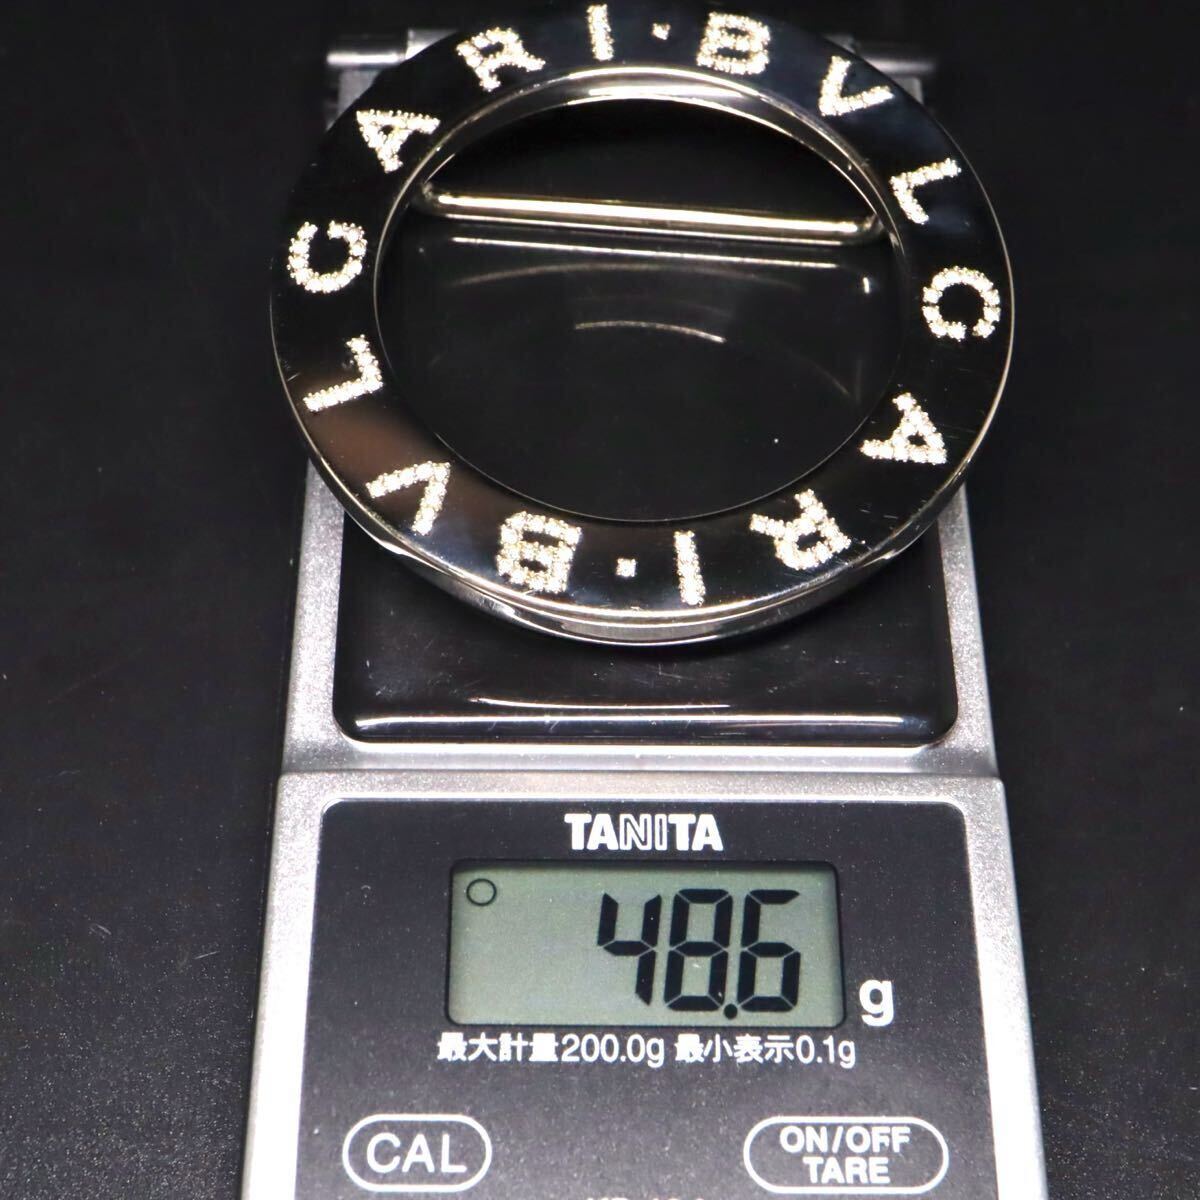 BVLGARI · BVLGARI ·
TANITA
48.6 g
最大計量200.0g 最小表示0.1g
CAL
ON/OFF
TARE